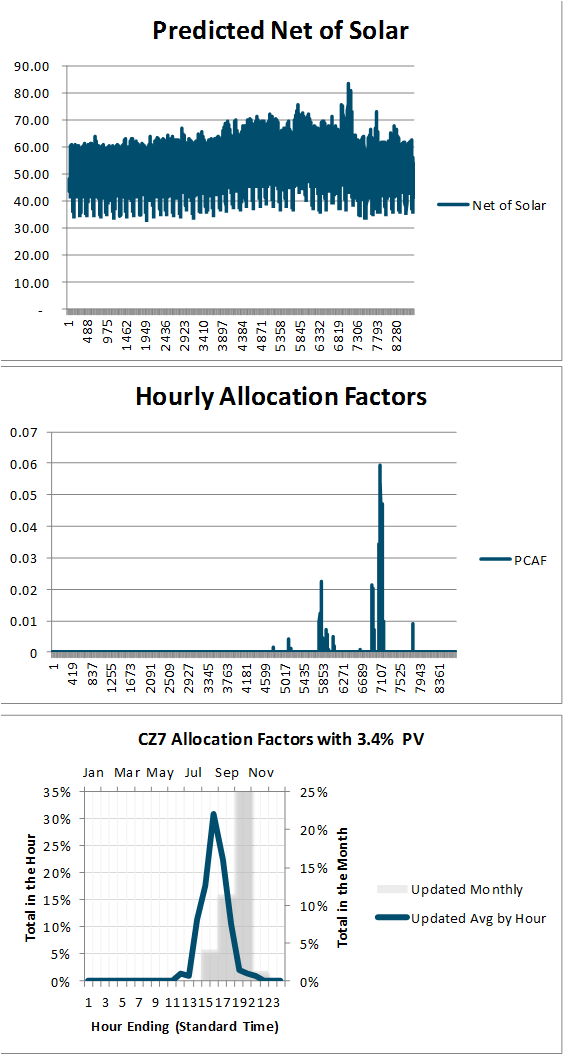 Predicted Net of Solar
90.00
80.00
70.00
60.00
50.00
40.00
30.00
20.00
10.00
-
1 488 975 1462 1949 2436 2923 3410 3897 4384 4871 5358 5845 6332 6819 7306 7793 8280
Net of Solar
Hourly Allocation Factors
0.07
0.06
0.05
0.04
0.03
0.02
0.01
0
1 419 837 1255 1673 2091 2509 2927 3345 3763 4181 4599 5017 5435 5853 6271 6689 7107 7525 7943 8361
PCAF
CZ7 Allocation Factors with 3.4% PV
Jan Mar May Jul Sep Nov
35%
30%
25%
20%
15%
10%
5%
0%
Total in the Hour
25%
20%
15%
10%
5%
0%
Total in the Month
1 3 5 7 9 11 13 15 17 19 21 23
Hour Ending (Standard Time)
Updated Monthly
Updated Avg by Hour